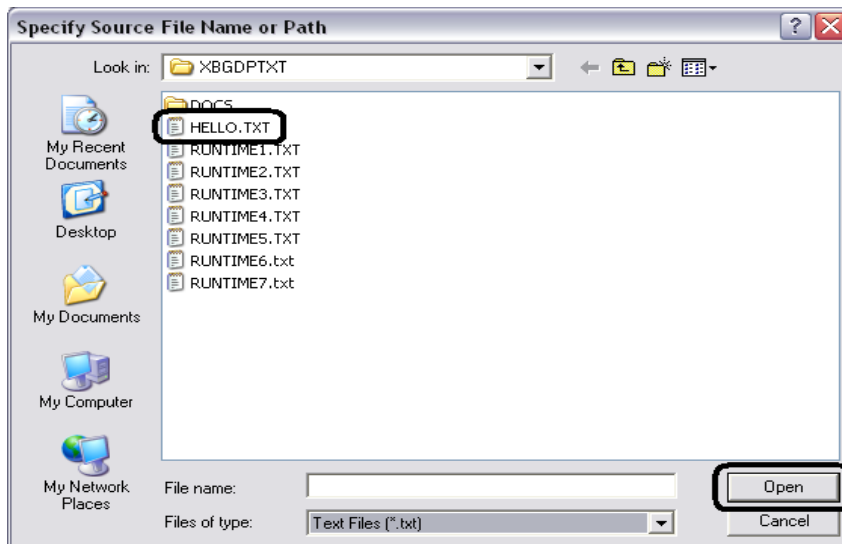 Specify Source File Name or Path
Look in: XBGDPTXT
DOCS
HELLO.TXT
RUNTIME1.TXT
RUNTIME2.TXT
RUNTIME3.TXT
RUNTIME4.TXT
RUNTIME5.TXT
RUNTIME6.txt
RUNTIME7.txt
My Recent
Documents
Desktop
My Documents
My Computer
My Network
Places
File name:
Open
Files of type: Text Files (*.txt)
Cancel